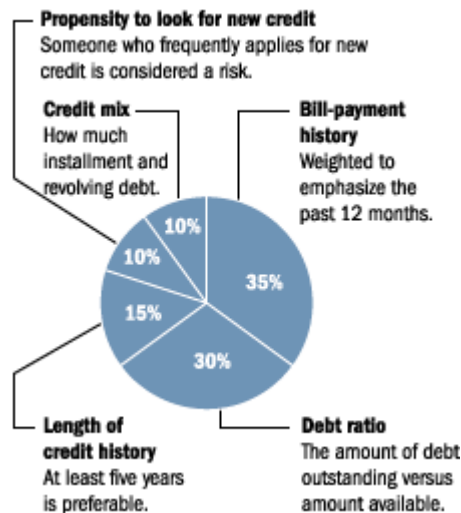 Propensity to look for new credit
Someone who frequently applies for new
credit is considered a risk.
Credit mix
How much
installment and
revolving debt.
Bill-payment
history
Weighted to
emphasize the
past 12 months.
10%
10%
35%
15%
30%
Length of
credit history
At least five years
is preferable.
Debt ratio
The amount of debt
outstanding versus
amount available.